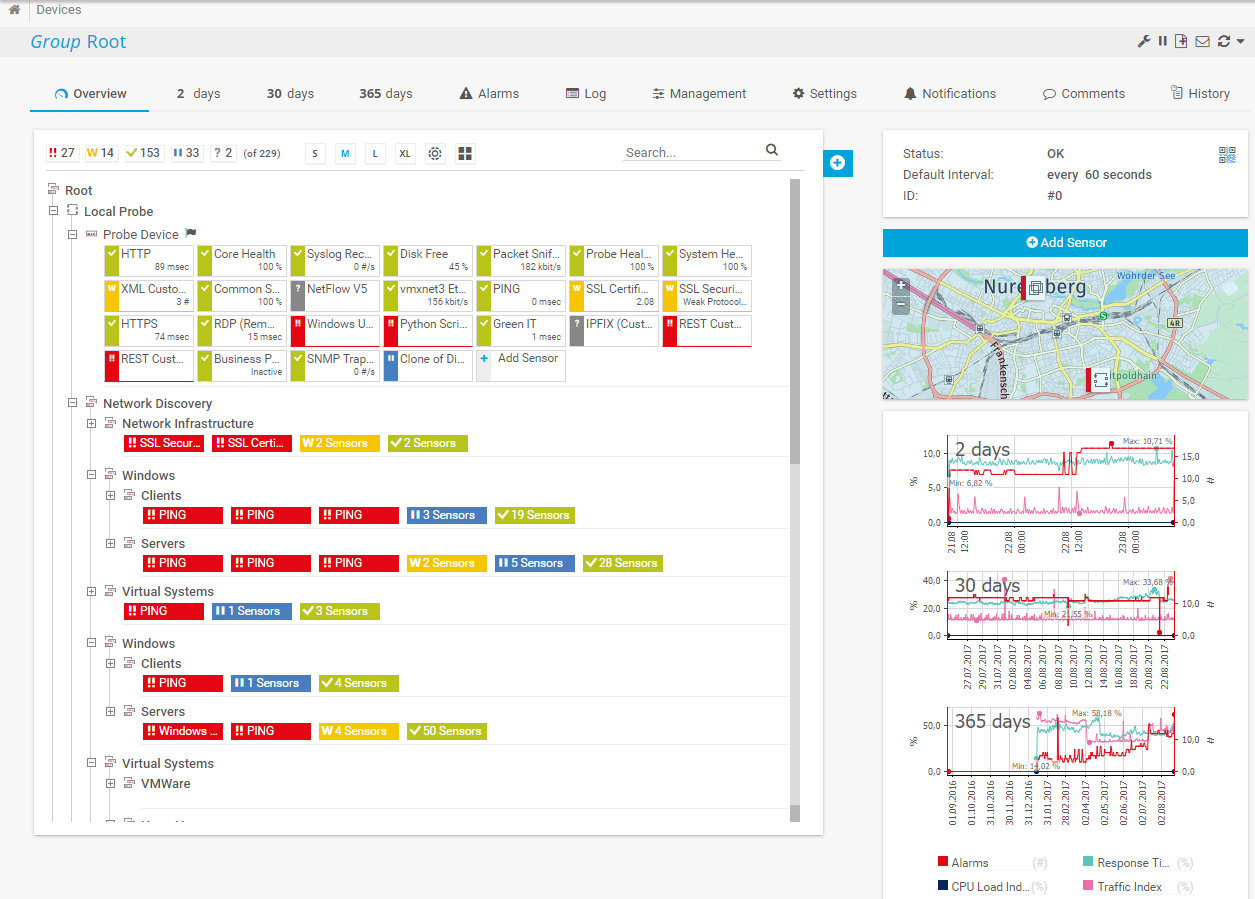 Devices
Group Root
Overview 2 days 30 days 365 days Alarms Log Management Settings Notifications Comments History
!! 27 W 14 153 33 ? 2 (of 229) S M L XL Search...
Root
Local Probe
Probe Device
HTTP Core Health Syslog Rec... Disk Free Packet Snif... Probe Heal... System He...
89 msec 100 % 0 #/s 45 % 182 kbit/s 100 % 100 %
XML Custo... Common S... NetFlow V5 vmxnet3 Et... PING SSL Certifi... SSL Securi...
3 # 100 % 156 kbit/s 0 msec 2.08 Weak Protocol...
HTTPS RDP (Rem... Windows U... Python Scri... Green IT IPFIX (Cust... REST Cust...
74 msec 15 msec 1 msec
REST Cust... Business P... SNMP Trap... Clone of Di... + Add Sensor
Inactive 0 #/s
Network Discovery
Network Infrastructure
!! SSL Secur... !! SSL Certi... W 2 Sensors 2 Sensors
Windows
Clients
!! PING !! PING !! PING 3 Sensors 19 Sensors
Servers
!! PING !! PING !! PING W 2 Sensors 5 Sensors 28 Sensors
Virtual Systems
!! PING 1 Sensors 3 Sensors
Windows
Clients
!! PING 1 Sensors 4 Sensors
Servers
!! Windows ... !! PING W 4 Sensors 50 Sensors
Virtual Systems
VMWare
Status: OK
Default Interval: every 60 seconds
ID: #0
Add Sensor
Wöhrder See
Nure berg
4R
Frankensch
itpoldhain
2 days
Max: 10,71 %
Min: 6,82 %
10,0 5,0 0,0
%
15,0 10,0 5,0 0,0
#
21.08 12:00 22.08 00:00 22.08 12:00 23.08 00:00
30 days
Max: 33,68 %
Min: 21,55 %
40,0 20,0 0,0
%
10,0 0,0
#
27.07.2017 29.07.2017 31.07.2017 02.08.2017 04.08.2017 06.08.2017 08.08.2017 10.08.2017 12.08.2017 14.08.2017 16.08.2017 18.08.2017 20.08.2017 22.08.2017
365 days
Max: 58,18 %
Min: 14,02 %
50,0 0,0
%
10,0 0,0
#
01.09.2016 01.10.2016 31.10.2016 30.11.2016 31.12.2016 31.01.2017 28.02.2017 02.04.2017 02.05.2017 02.06.2017 02.07.2017 02.08.2017
Alarms (#) Response Ti... (%)
CPU Load Ind... (%) Traffic Index (%)